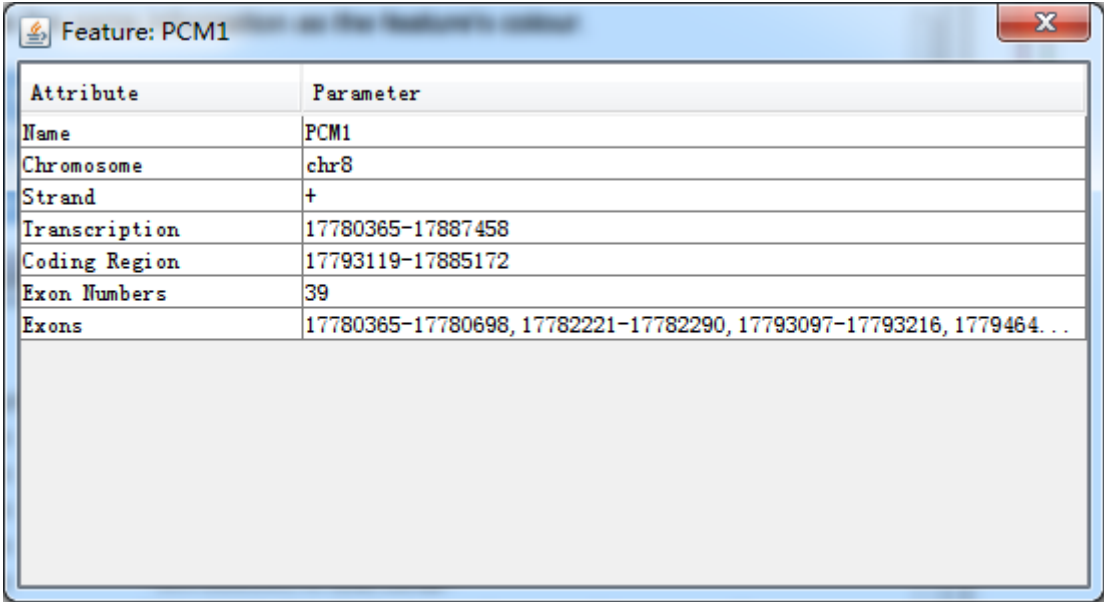 Feature: PCM1
Attribute Parameter
Name PCM1
Chromosome chr8
Strand +
Transcription 17780365-17887458
Coding Region 17793119-17885172
Exon Numbers 39
Exons 17780365-17780698, 17782221-17782290, 17793097-17793216, 1779464...